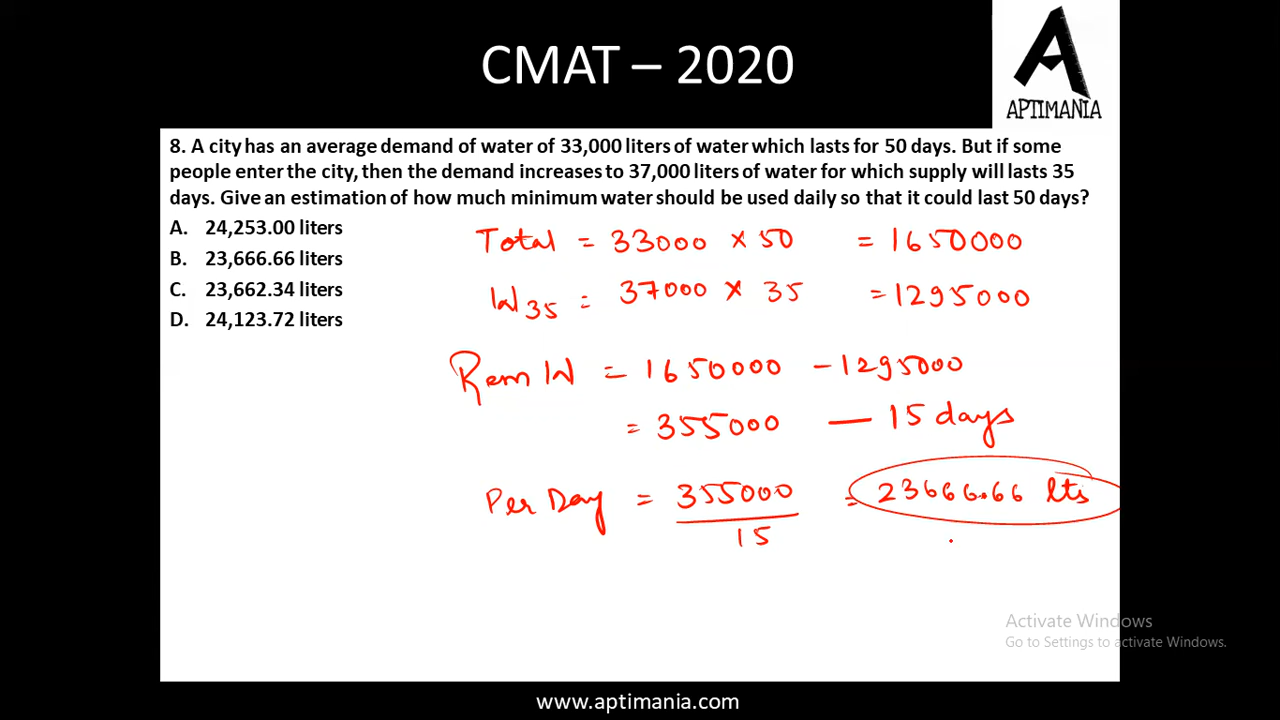 CMAT – 2020
A
APTIMANIA
8. A city has an average demand of water of 33,000 liters of water which lasts for 50 days. But if some
people enter the city, then the demand increases to 37,000 liters of water for which supply will lasts 35
days. Give an estimation of how much minimum water should be used daily so that it could last 50 days?
A. 24,253.00 liters
B. 23,666.66 liters
C. 23,662.34 liters
D. 24,123.72 liters
Total = 33000 × 50 = 1650000
W35 = 37000 × 35 = 1295000
Rem W = 1650000 - 1295000
= 355000 — 15 days
Per Day = 355000 / 15 = 23666.66 lts
Activate Windows
Go to Settings to activate Windows.
www.aptimania.com